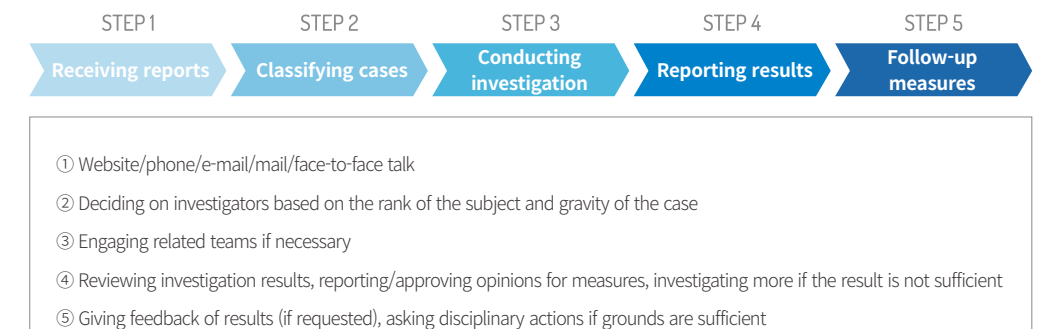 STEP 1
STEP 2
STEP 3
STEP 4
STEP 5
Receiving reports
Classifying cases
Conducting
investigation
Reporting results
Follow-up
measures
① Website/phone/e-mail/mail/face-to-face talk
② Deciding on investigators based on the rank of the subject and gravity of the case
③ Engaging related teams if necessary
④ Reviewing investigation results, reporting/approving opinions for measures, investigating more if the result is not sufficient
⑤ Giving feedback of results (if requested), asking disciplinary actions if grounds are sufficient